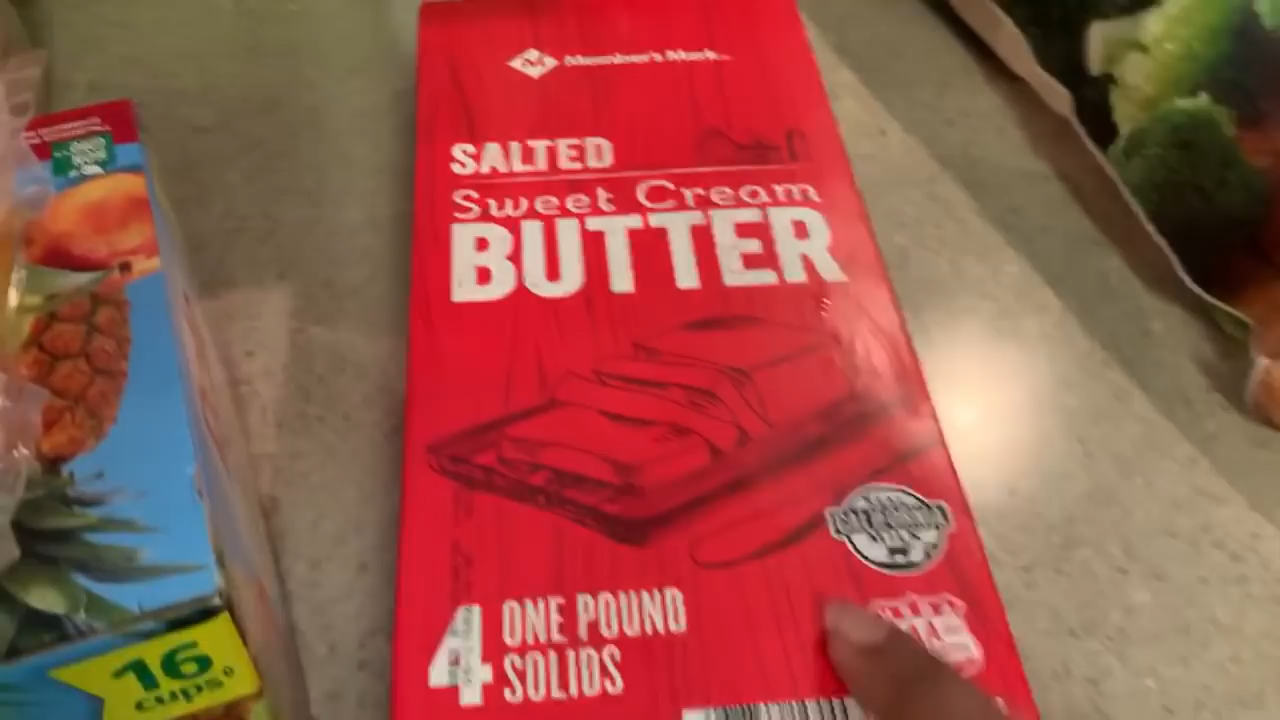 Member's Mark
SALTED
Sweet Cream
BUTTER
4 ONE POUND
SOLIDS
16
cups